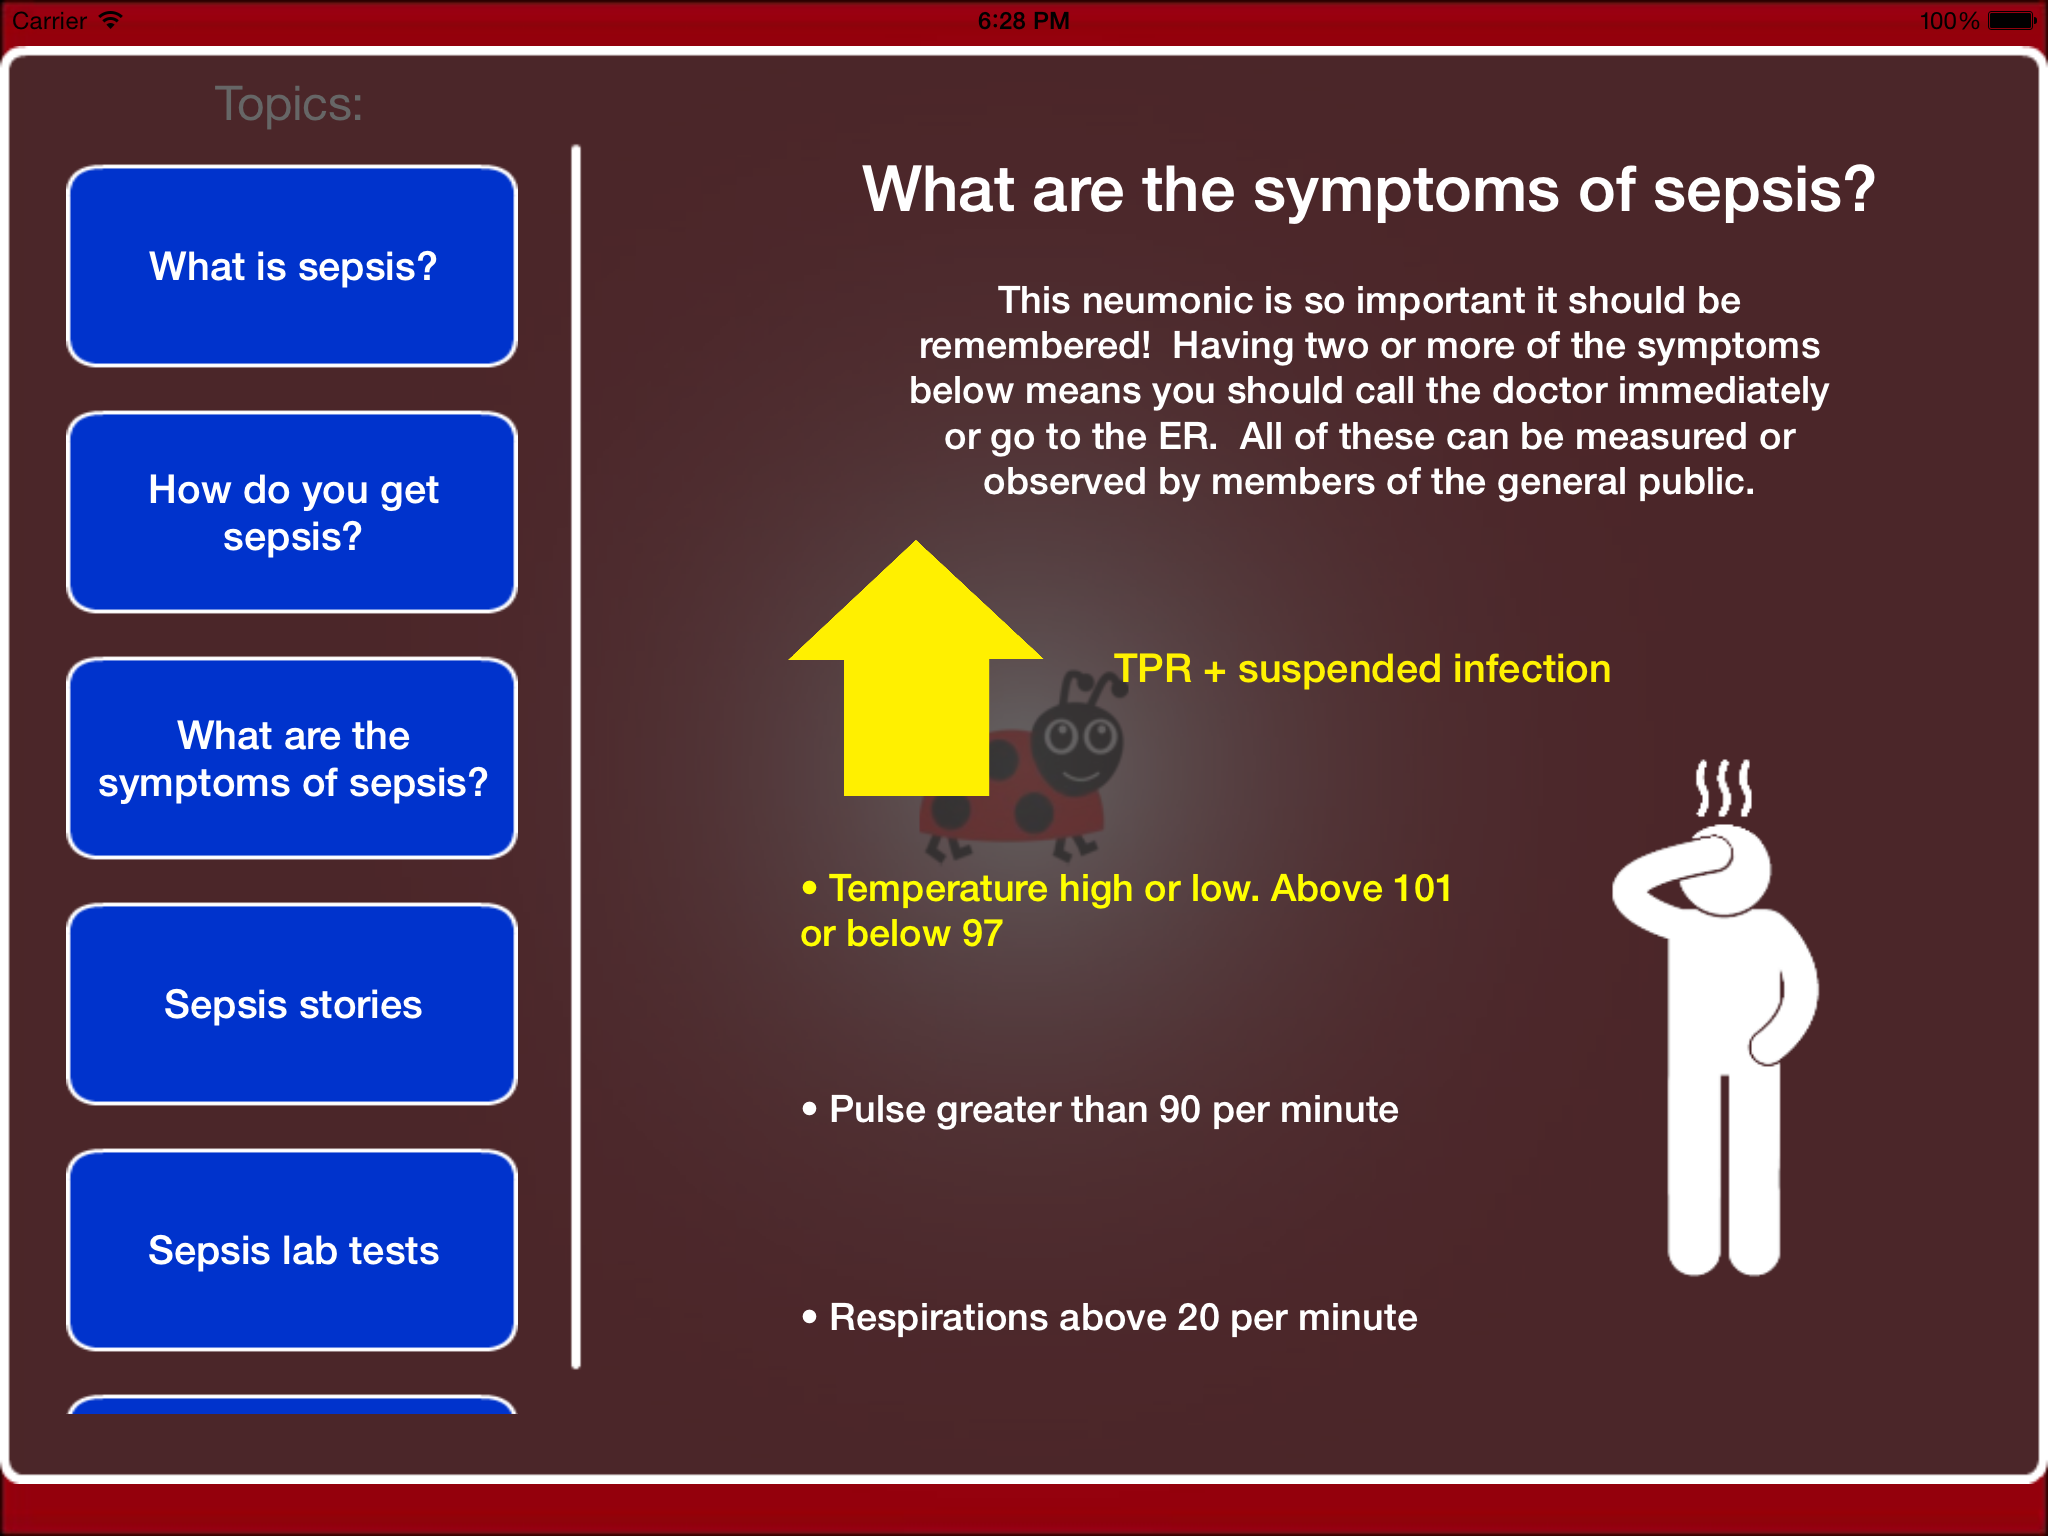 Carrier
6:28 PM
100%
Topics:
What is sepsis?
How do you get
sepsis?
What are the
symptoms of sepsis?
Sepsis stories
Sepsis lab tests
What are the symptoms of sepsis?
This neumonic is so important it should be
remembered!  Having two or more of the symptoms
below means you should call the doctor immediately
or go to the ER.  All of these can be measured or
observed by members of the general public.
TPR + suspended infection
• Temperature high or low. Above 101
or below 97
• Pulse greater than 90 per minute
• Respirations above 20 per minute